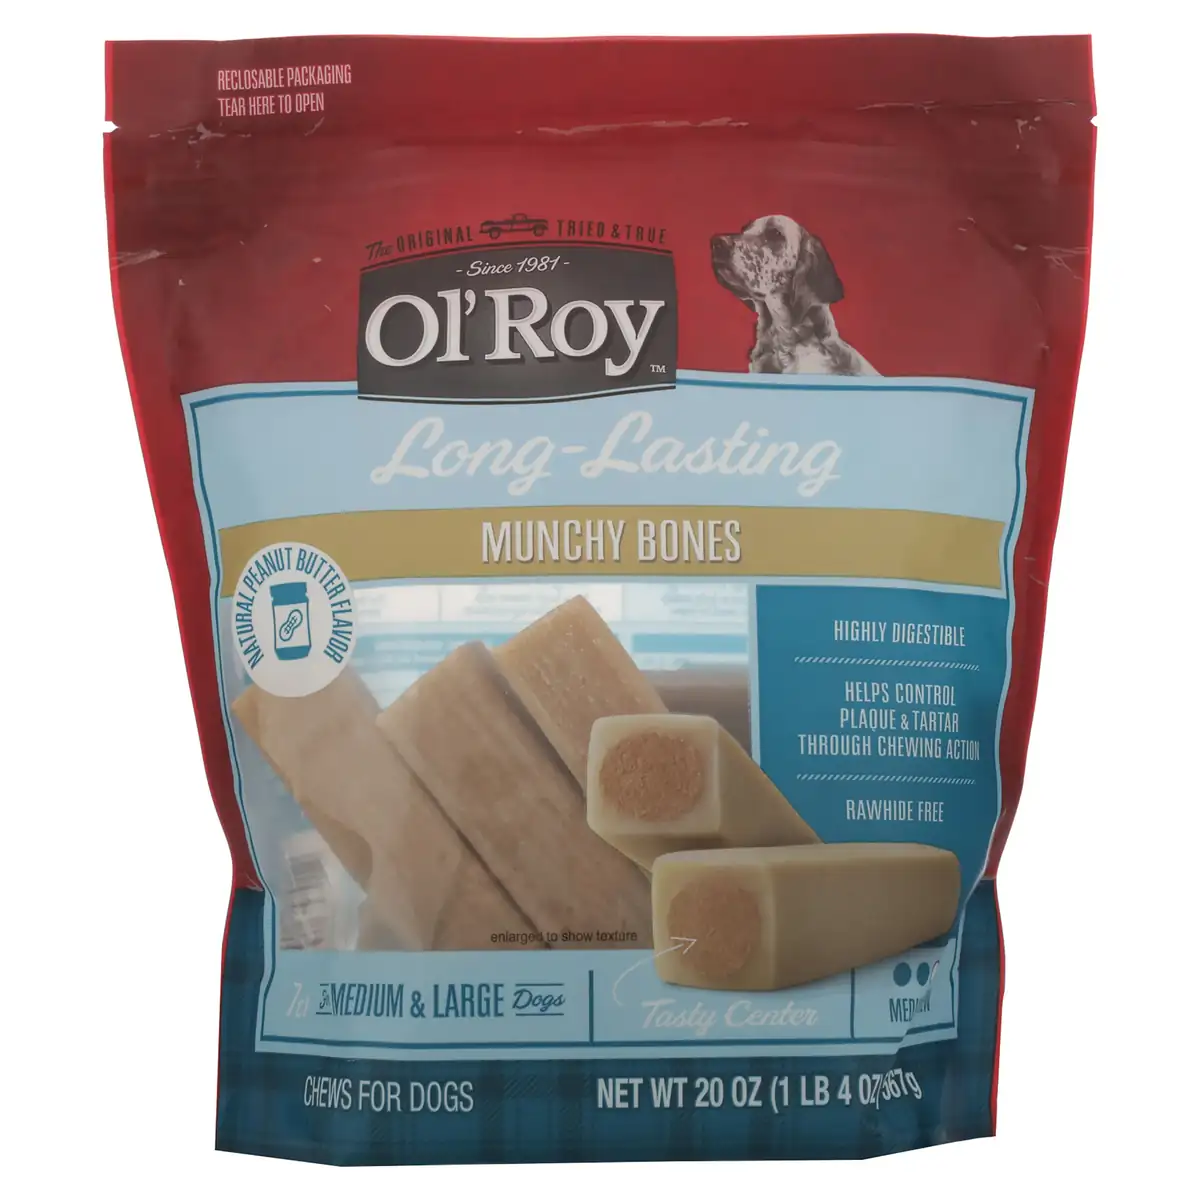 RECLOSABLE PACKAGING
TEAR HERE TO OPEN
The ORIGINAL TRIED & TRUE
- Since 1981 -
Ol' Roy™
Long-Lasting
MUNCHY BONES
NATURAL PEANUT BUTTER FLAVOR
HIGHLY DIGESTIBLE
HELPS CONTROL
PLAQUE & TARTAR
THROUGH CHEWING ACTION
RAWHIDE FREE
enlarged to show texture
7ct
for MEDIUM & LARGE Dogs
Tasty Center
CHEWS FOR DOGS
NET WT 20 OZ (1 LB 4 OZ) 567g